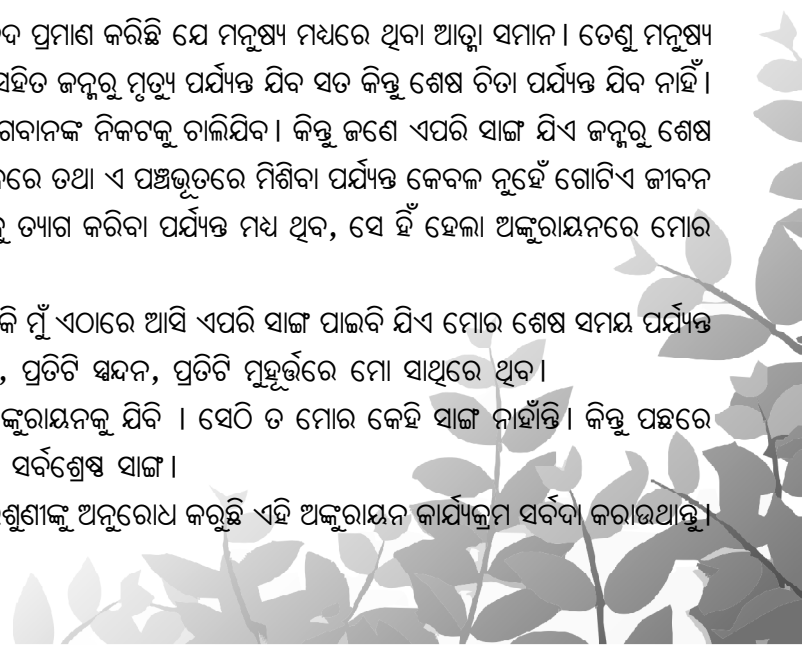 ଦ ପ୍ରମାଣ କରିଛି ଯେ ମନୁଷ୍ୟ ମଧ୍ୟରେ ଥିବା ଆତ୍ମା ସମାନ। ତେଣୁ ମନୁଷ୍ୟ
ସହିତ ଜନ୍ମରୁ ମୃତ୍ୟୁ ପର୍ଯ୍ୟନ୍ତ ଯିବ ସତ କିନ୍ତୁ ଶେଷ ଚିତା ପର୍ଯ୍ୟନ୍ତ ଯିବ ନାହିଁ।
ଗବାନଙ୍କ ନିକଟକୁ ଚାଲିଯିବ। କିନ୍ତୁ ଜଣେ ଏପରି ସାଙ୍ଗ ଯିଏ ଜନ୍ମରୁ ଶେଷ
ରେ ତଥା ଏ ପଞ୍ଚଭୂତରେ ମିଶିବା ପର୍ଯ୍ୟନ୍ତ କେବଳ ନୁହେଁ ଗୋଟିଏ ଜୀବନ
ତ୍ୟାଗ କରିବା ପର୍ଯ୍ୟନ୍ତ ମଧ୍ୟ ଥିବ, ସେ ହିଁ ହେଲା ଅଙ୍କୁରାୟନରେ ମୋର
କି ମୁଁ ଏଠାରେ ଆସି ଏପରି ସାଙ୍ଗ ପାଇବି ଯିଏ ମୋର ଶେଷ ସମୟ ପର୍ଯ୍ୟନ୍ତ
, ପ୍ରତିଟି ସ୍ପନ୍ଦନ, ପ୍ରତିଟି ମୁହୂର୍ତ୍ତରେ ମୋ ସାଥିରେ ଥିବ।
ଙ୍କୁରାୟନକୁ ଯିବି । ସେଠି ତ ମୋର କେହି ସାଙ୍ଗ ନାହାଁନ୍ତି। କିନ୍ତୁ ପଛରେ
ସର୍ବଶ୍ରେଷ୍ଠ ସାଙ୍ଗ।
ଶୁଣୀଙ୍କୁ ଅନୁରୋଧ କରୁଛି ଏହି ଅଙ୍କୁରାୟନ କାର୍ଯ୍ୟକ୍ରମ ସର୍ବଦା କରାଉଥାନ୍ତୁ।